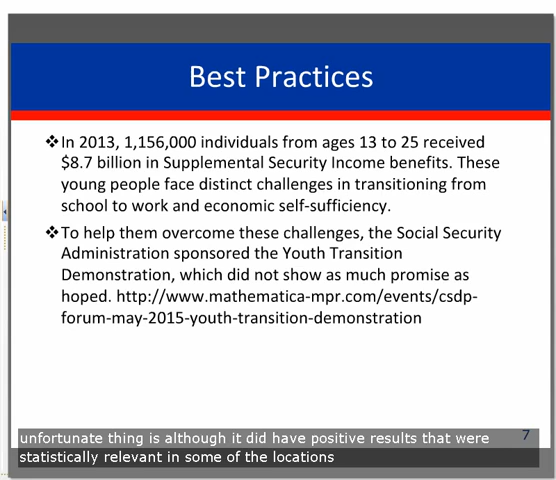 Best Practices
❖In 2013, 1,156,000 individuals from ages 13 to 25 received
$8.7 billion in Supplemental Security Income benefits. These
young people face distinct challenges in transitioning from
school to work and economic self-sufficiency.
❖To help them overcome these challenges, the Social Security
Administration sponsored the Youth Transition
Demonstration, which did not show as much promise as
hoped. http://www.mathematica-mpr.com/events/csdp-
forum-may-2015-youth-transition-demonstration
7
unfortunate thing is although it did have positive results that were
statistically relevant in some of the locations